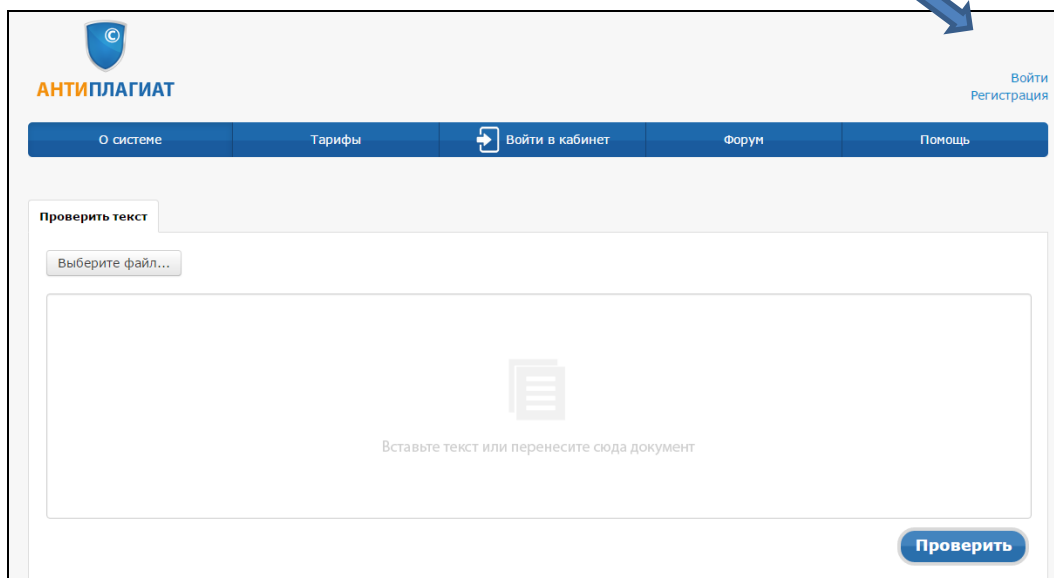 ©
АНТИПЛАГИАТ
Войти
Регистрация
О системе
Тарифы
Войти в кабинет
Форум
Помощь
Проверить текст
Выберите файл...
Вставьте текст или перенесите сюда документ
Проверить